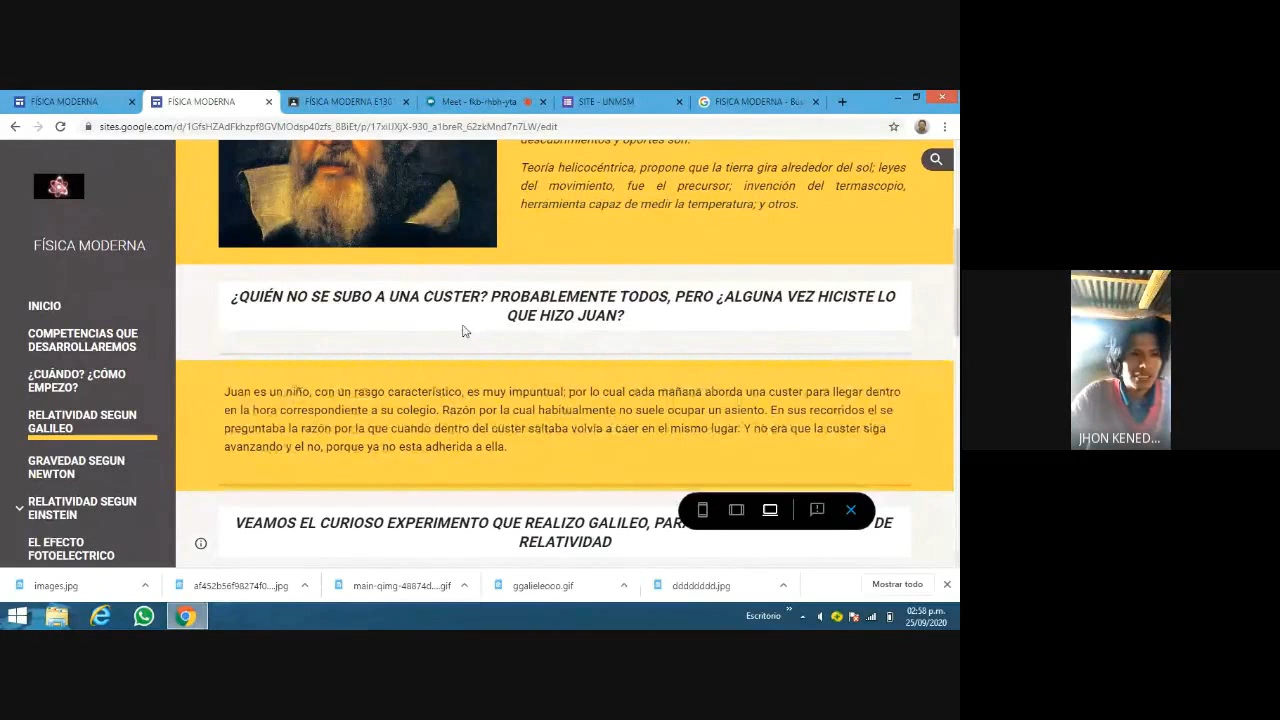 FÍSICA MODERNA
FÍSICA MODERNA
FÍSICA MODERNA E130
Meet - fkb-rhbh-yta
SITE - UNMSM
FISICA MODERNA - Bus
sites.google.com/d/1GfsHZAdFkhzpf8GVMOdsp40zfs_8BiEt/p/17xiUXjX-930_a1breR_62zkMnd7n7LW/edit
descubrimientos y aportes son:
Teoría helicocéntrica, propone que la tierra gira alrededor del sol; leyes
del movimiento, fue el precursor; invención del termascopio,
herramienta capaz de medir la temperatura; y otros.
FÍSICA MODERNA
INICIO
COMPETENCIAS QUE
DESARROLLAREMOS
¿CUÁNDO? ¿CÓMO
EMPEZO?
RELATIVIDAD SEGUN
GALILEO
GRAVEDAD SEGUN
NEWTON
RELATIVIDAD SEGUN
EINSTEIN
EL EFECTO
FOTOELECTRICO
¿QUIÉN NO SE SUBO A UNA CUSTER? PROBABLEMENTE TODOS, PERO ¿ALGUNA VEZ HICISTE LO
QUE HIZO JUAN?
Juan es un niño, con un rasgo característico, es muy impuntual; por lo cual cada mañana aborda una custer para llegar dentro
en la hora correspondiente a su colegio. Razón por la cual habitualmente no suele ocupar un asiento. En sus recorridos el se
preguntaba la razón por la que cuando dentro del custer saltaba volvía a caer en el mismo lugar. Y no era que la custer siga
avanzando y el no, porque ya no esta adherida a ella.
VEAMOS EL CURIOSO EXPERIMENTO QUE REALIZO GALILEO, PAR DE
RELATIVIDAD
images.jpg
af452b56f98274f0....jpg
main-qimg-48874d....gif
ggalieleooo.gif
dddddddd.jpg
Mostrar todo
Escritorio
02:58 p.m.
25/09/2020
JHON KENED...